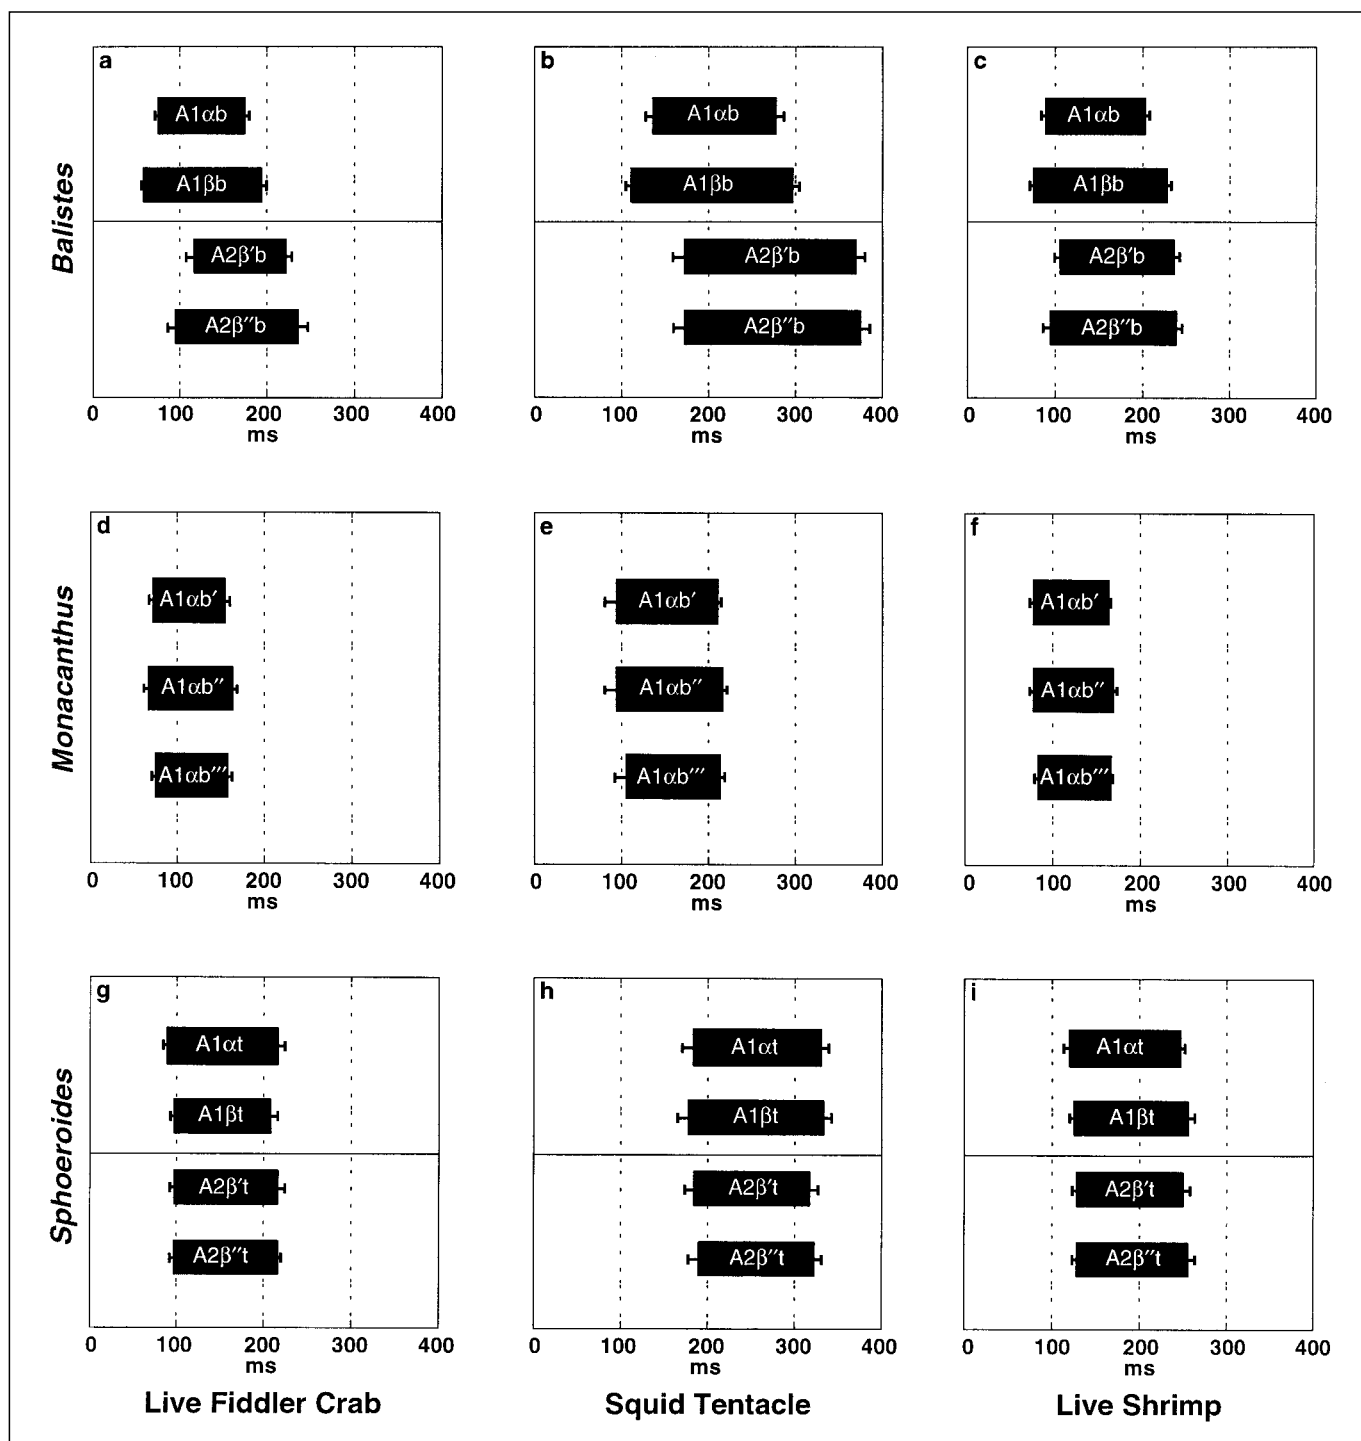 a
b
c
A1αb
A1αb
A1αb
A1βb
A1βb
A1βb
Balistes
A2β′b
A2β′b
A2β′b
A2β″b
A2β″b
A2β″b
0 100 200 300 400
0 100 200 300 400
0 100 200 300 400
ms
ms
ms
d
e
f
A1αb′
A1αb′
A1αb′
Monacanthus
A1αb″
A1αb″
A1αb″
A1αb‴
A1αb‴
A1αb‴
0 100 200 300 400
0 100 200 300 400
0 100 200 300 400
ms
ms
ms
g
h
i
A1αt
A1αt
A1αt
A1βt
A1βt
A1βt
Sphoeroides
A2β′t
A2β′t
A2β′t
A2β″t
A2β″t
A2β″t
0 100 200 300 400
0 100 200 300 400
0 100 200 300 400
ms
ms
ms
Live Fiddler Crab
Squid Tentacle
Live Shrimp